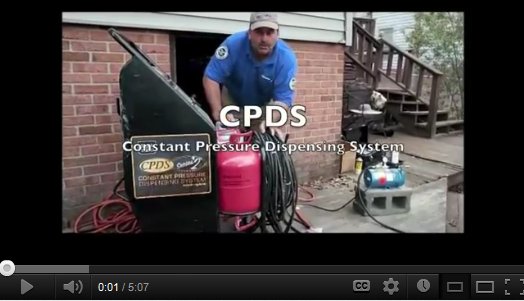 CPDS
Constant Pressure Dispensing System
CPDS
CONSTANT PRESSURE
DISPENSING SYSTEM
0:01 / 5:07
CC